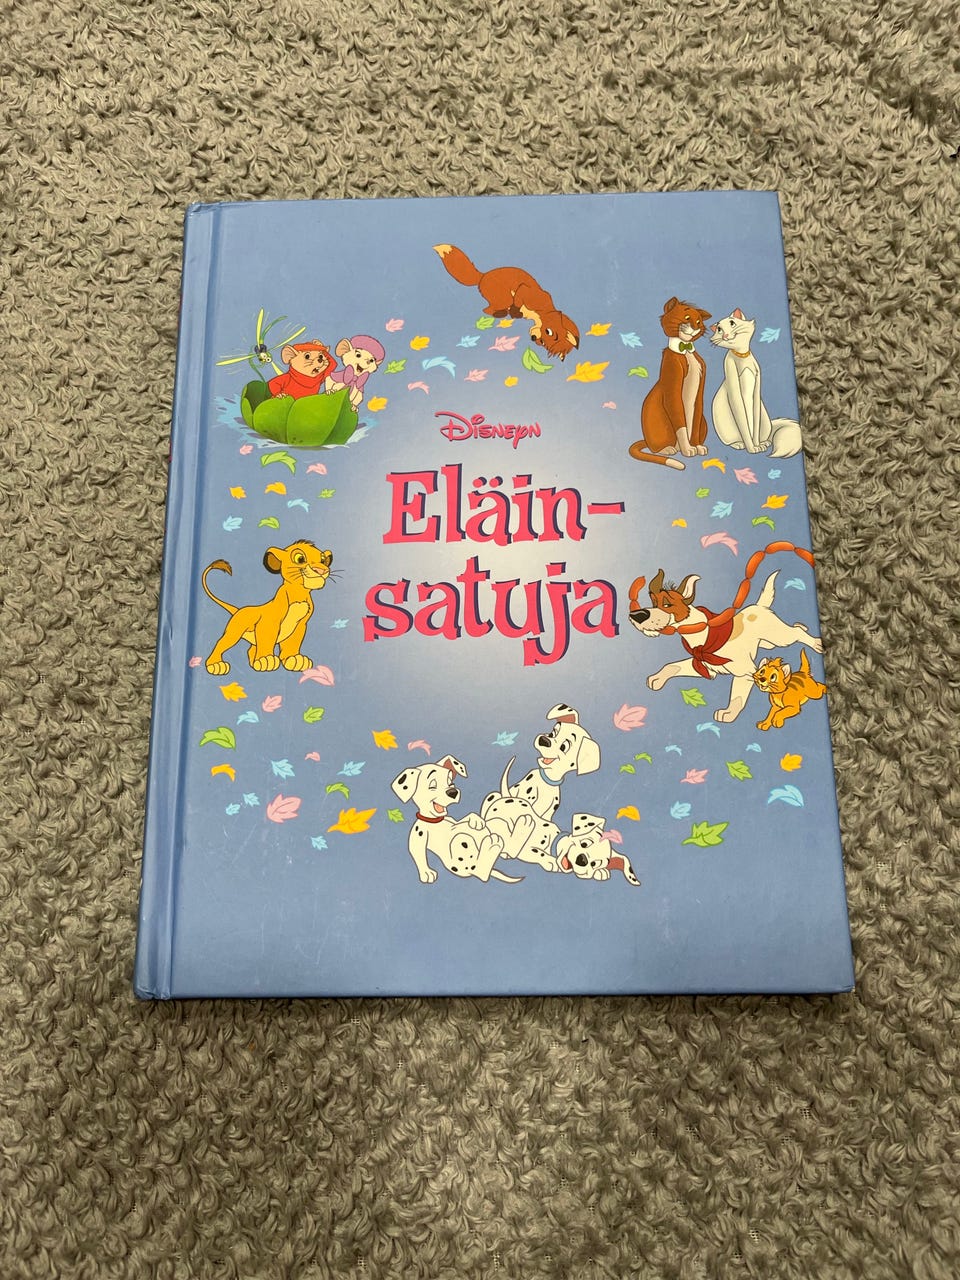 Disneyn
Eläin-
satuja